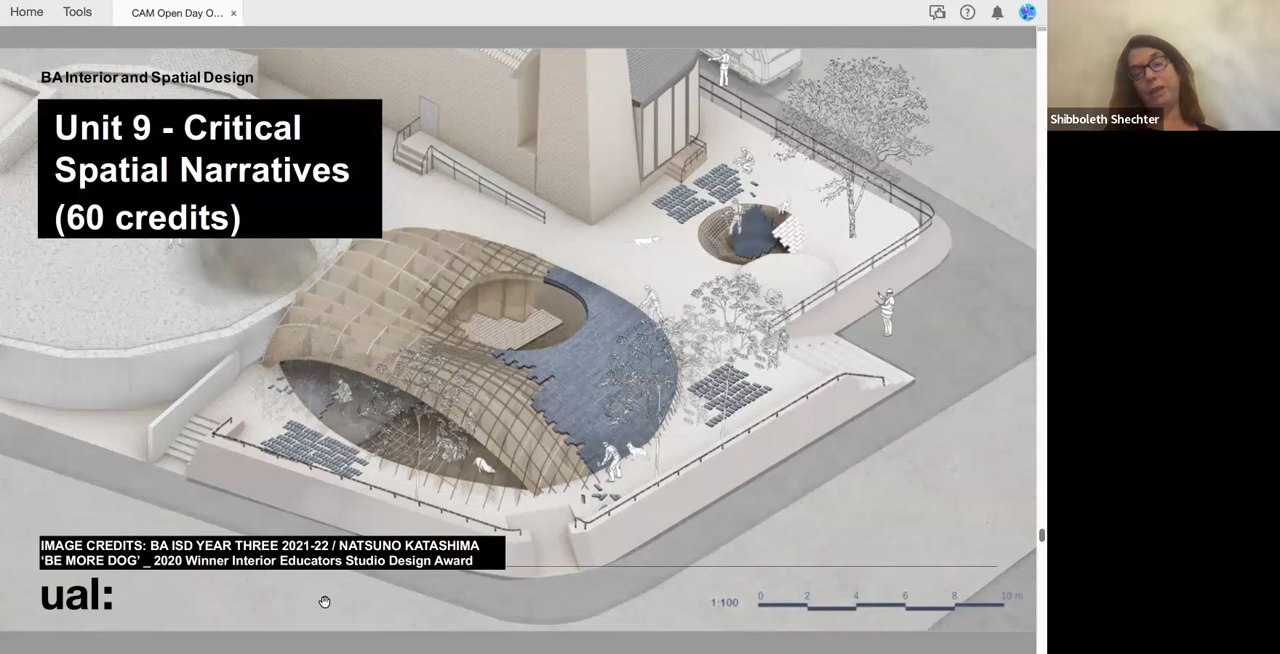 Home Tools CAM Open Day O... ×
BA Interior and Spatial Design
Unit 9 - Critical
Spatial Narratives
(60 credits)
Shibboleth Shechter
IMAGE CREDITS: BA ISD YEAR THREE 2021-22 / NATSUNO KATASHIMA
‘BE MORE DOG’ _ 2020 Winner Interior Educators Studio Design Award
ual:
1:100 0 2 4 6 8 10 m